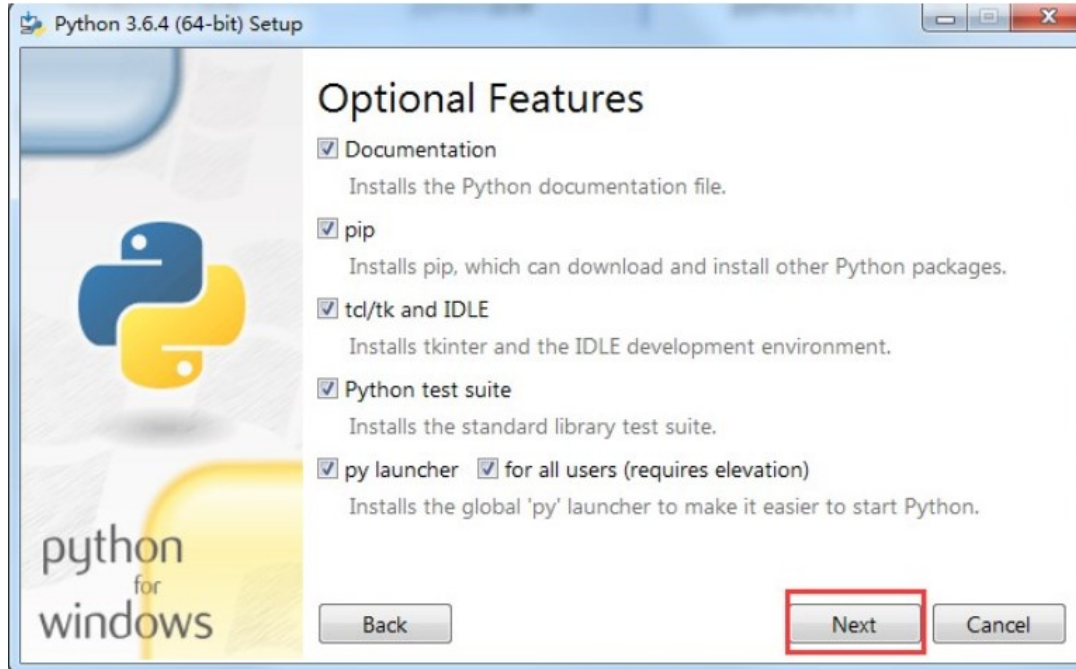 Python 3.6.4 (64-bit) Setup
Optional Features
Documentation
Installs the Python documentation file.
pip
Installs pip, which can download and install other Python packages.
tcl/tk and IDLE
Installs tkinter and the IDLE development environment.
Python test suite
Installs the standard library test suite.
py launcher for all users (requires elevation)
Installs the global 'py' launcher to make it easier to start Python.
python
for
windows
Back Next Cancel